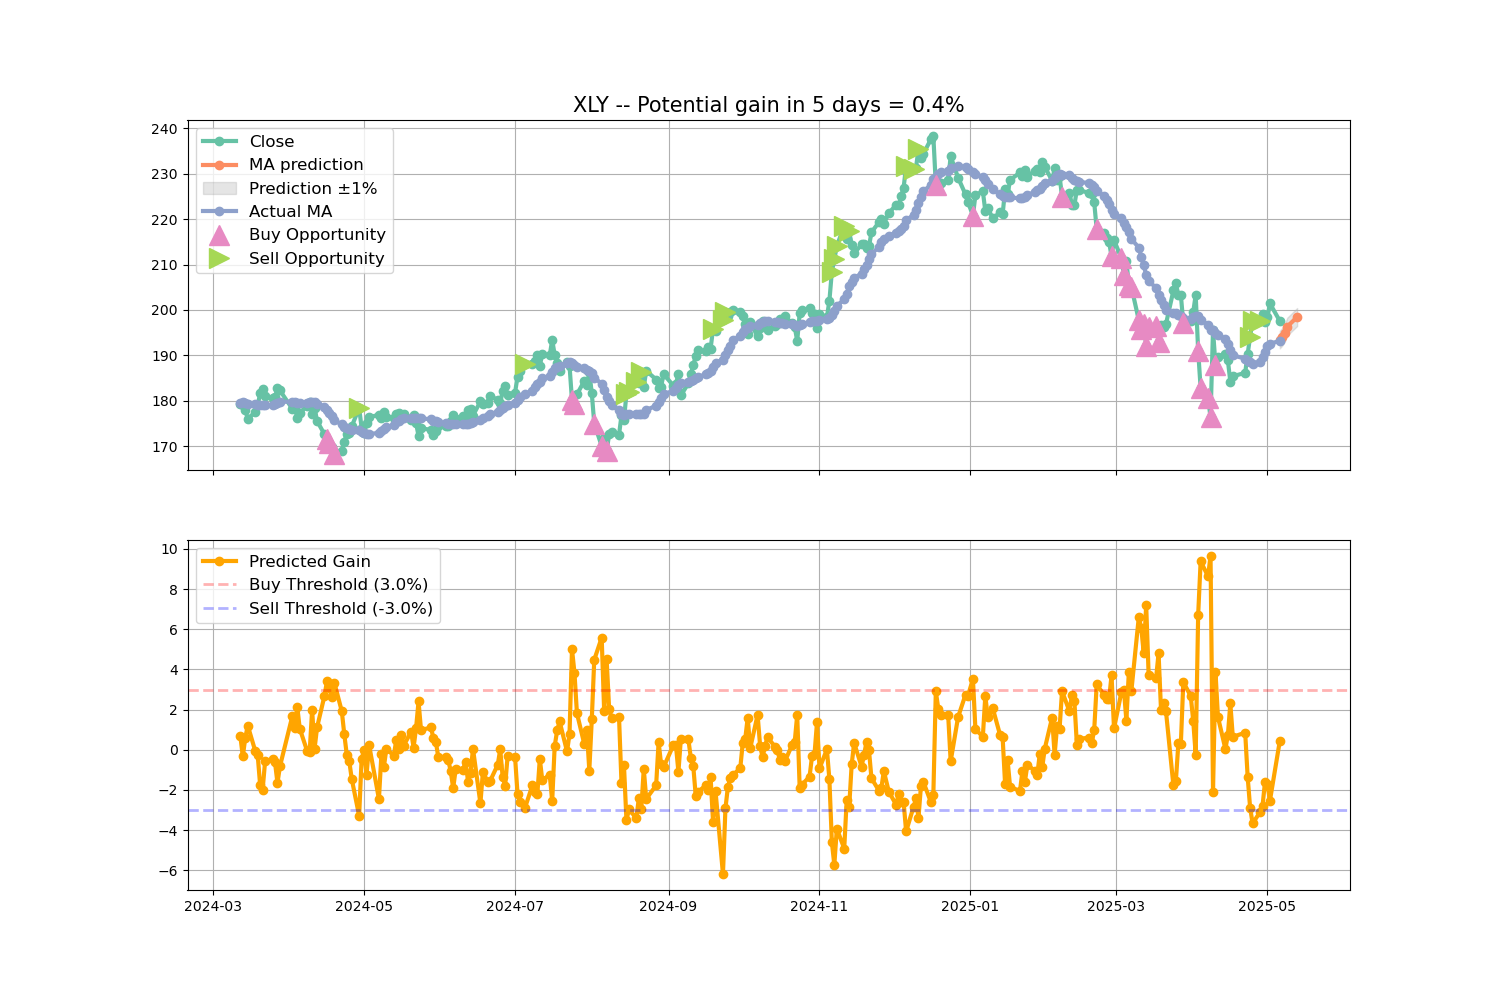 XLY -- Potential gain in 5 days = 0.4%
240
230
220
210
200
190
180
170
Close
MA prediction
Prediction ±1%
Actual MA
Buy Opportunity
Sell Opportunity
10
8
6
4
2
0
−2
−4
−6
Predicted Gain
Buy Threshold (3.0%)
Sell Threshold (-3.0%)
2024-03 2024-05 2024-07 2024-09 2024-11 2025-01 2025-03 2025-05